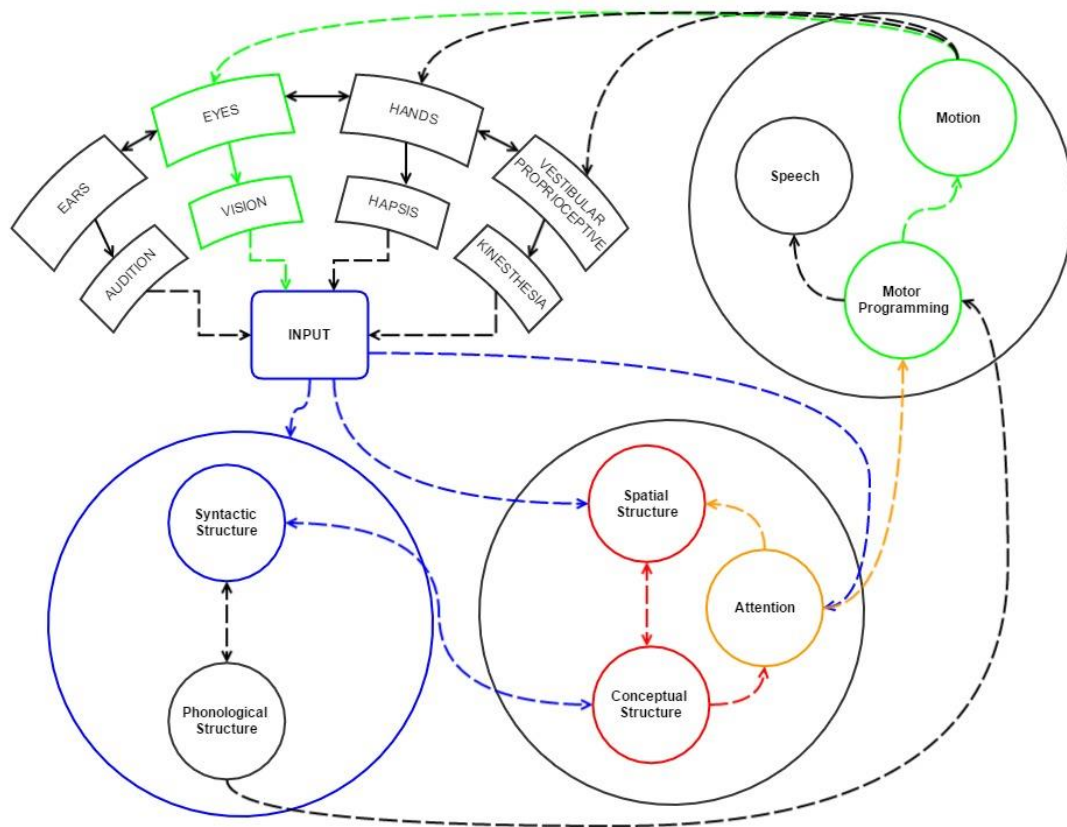 EYES
HANDS
EARS
VISION
HAPSIS
VESTIBULAR
PROPRIOCEPTIVE
AUDITION
KINESTHESIA
INPUT
Motion
Speech
Motor
Programming
Syntactic
Structure
Phonological
Structure
Spatial
Structure
Attention
Conceptual
Structure